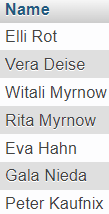 Name
Elli Rot
Vera Deise
Witali Myrnow
Rita Myrnow
Eva Hahn
Gala Nieda
Peter Kaufnix